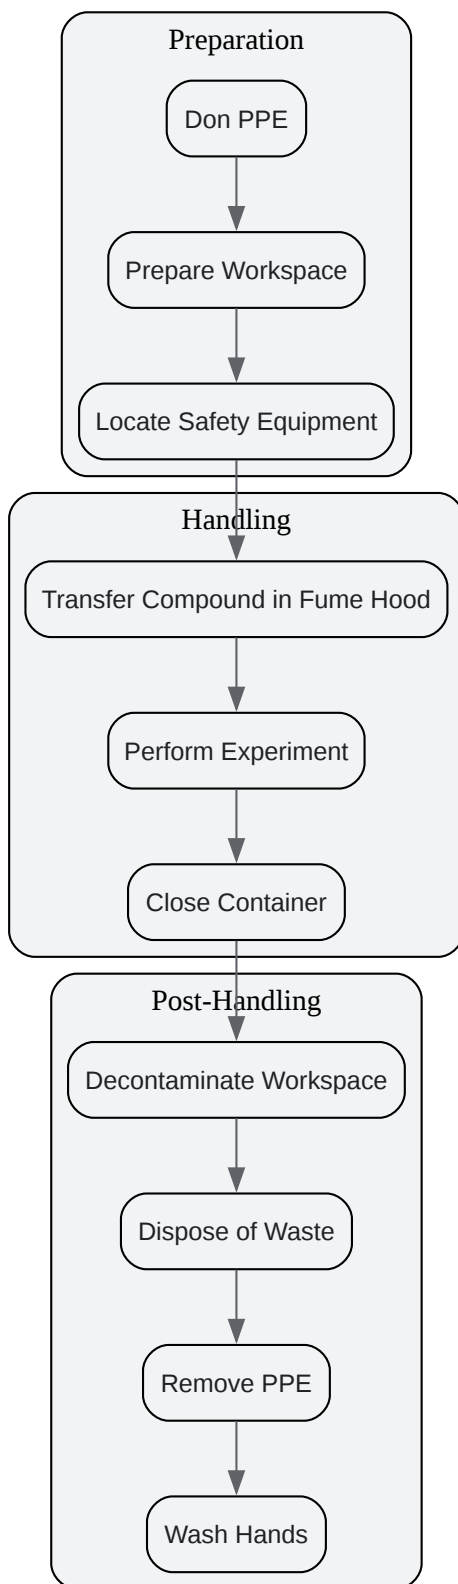 Preparation
Don PPE
Prepare Workspace
Locate Safety Equipment
Handling
Transfer Compound in Fume Hood
Perform Experiment
Close Container
Post-Handling
Decontaminate Workspace
Dispose of Waste
Remove PPE
Wash Hands